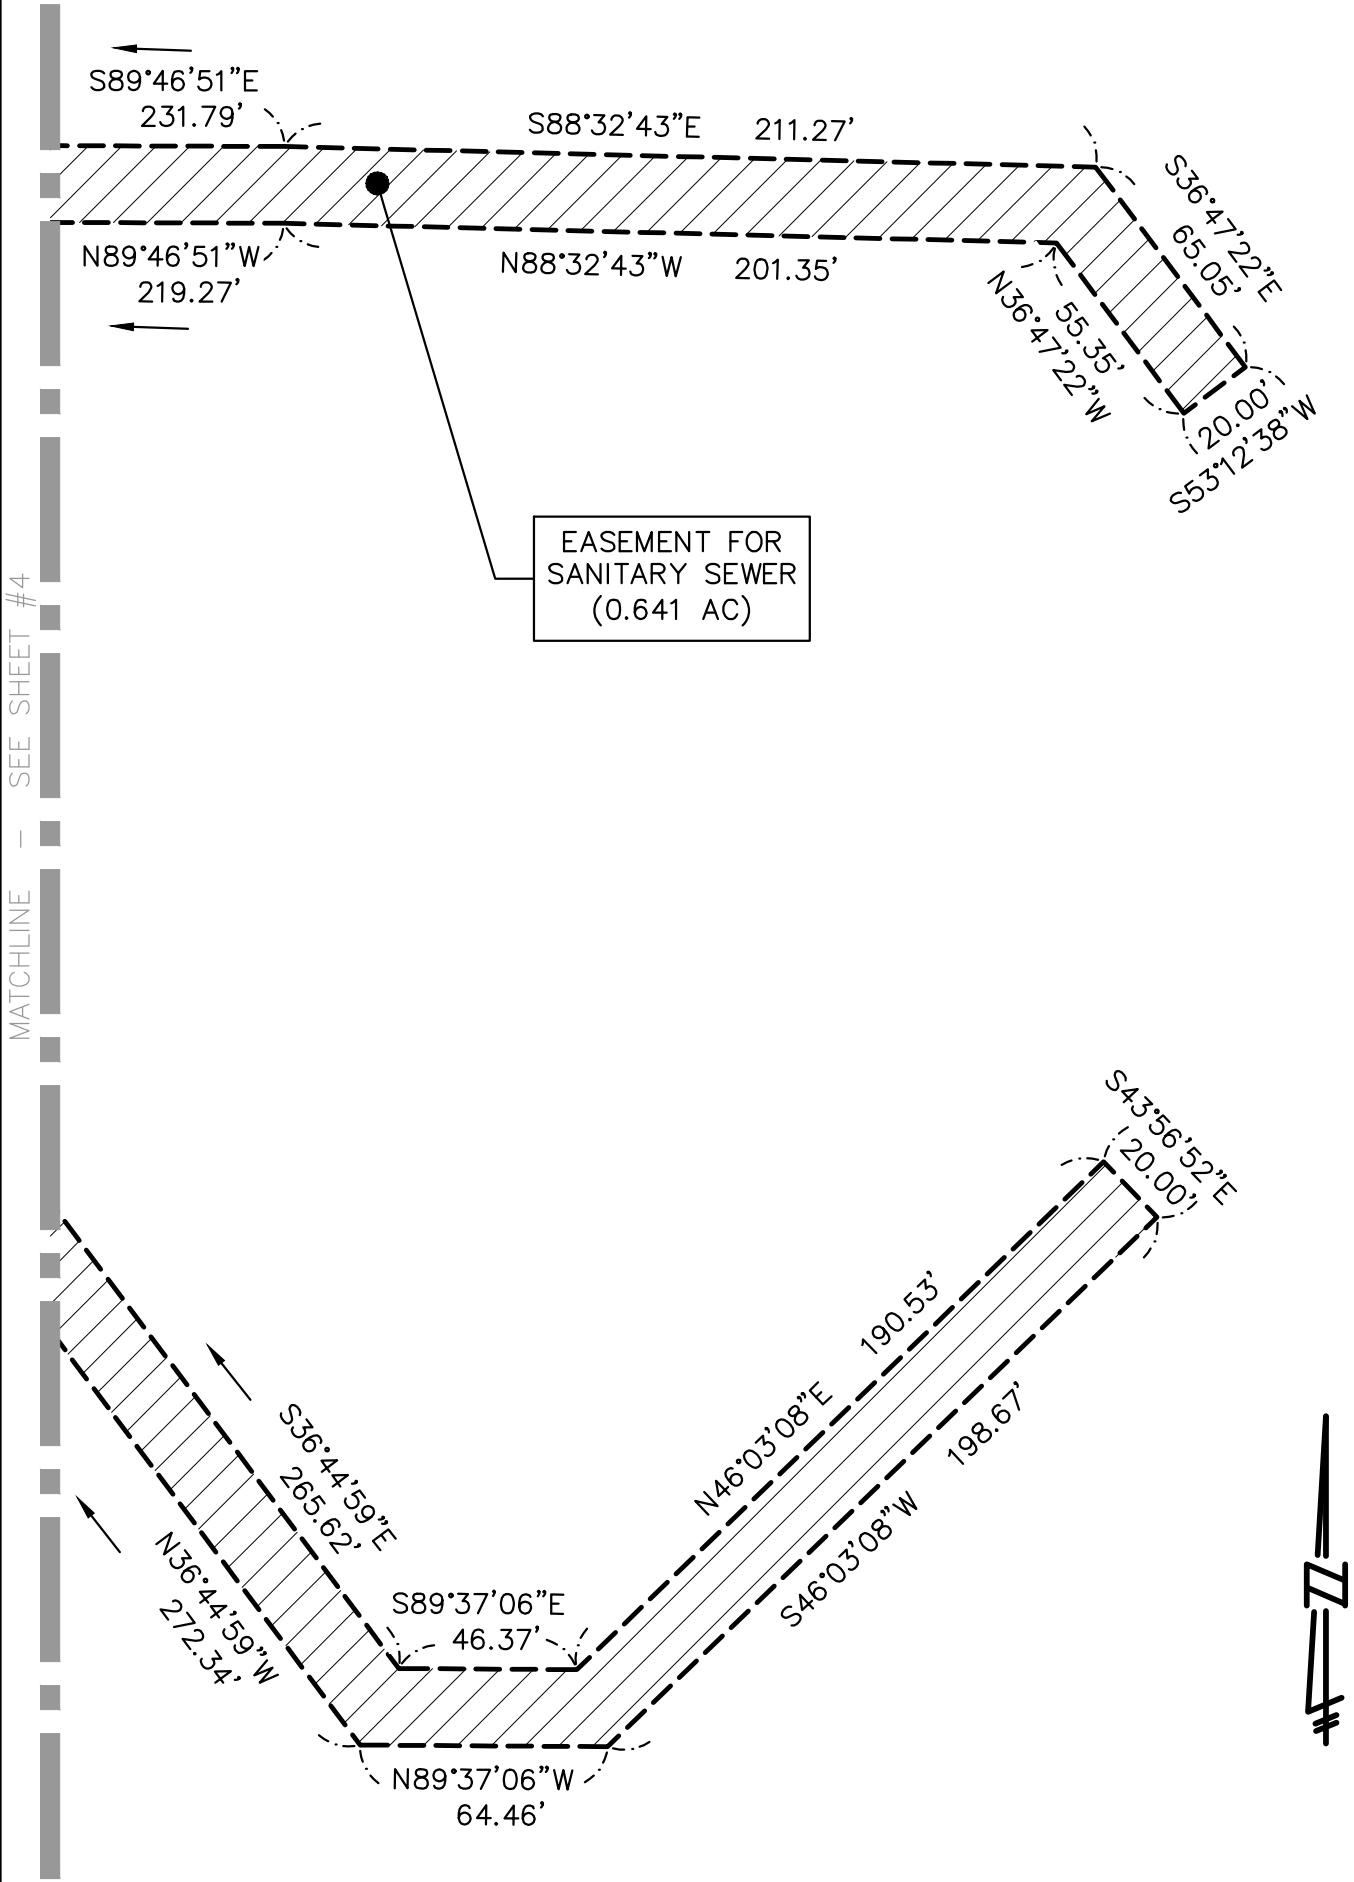 S89°46'51"E
231.79'
S88°32'43"E 211.27'
S36°47'22"E
65.05'
N89°46'51"W
219.27'
N88°32'43"W 201.35'
55.35'
N36°47'22"W
20.00'
S53°12'38"W
EASEMENT FOR
SANITARY SEWER
(0.641 AC)
MATCHLINE - SEE SHEET #4
S43°56'52"E
20.00'
N46°03'08"E 190.53'
S46°03'08"W 198.67'
S36°44'59"E
265.62'
N36°44'59"W
272.34'
S89°37'06"E
46.37'
N89°37'06"W
64.46'
N